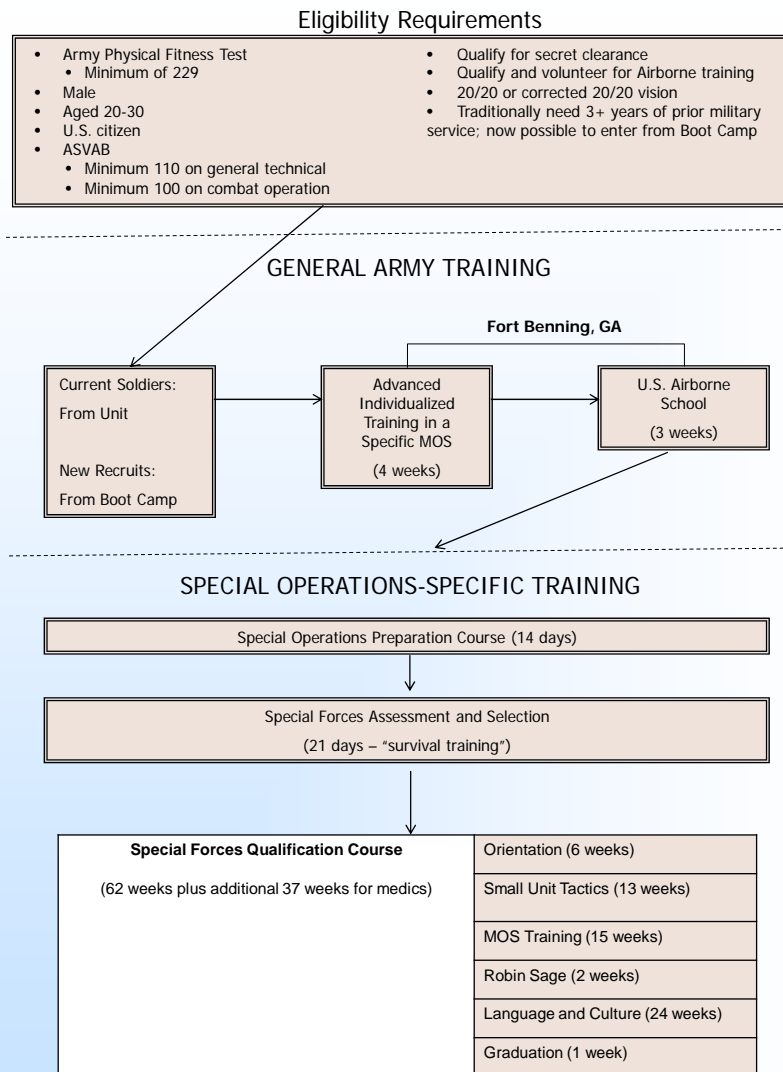 Eligibility Requirements
• Army Physical Fitness Test
• Minimum of 229
• Male
• Aged 20-30
• U.S. citizen
• ASVAB
• Minimum 110 on general technical
• Minimum 100 on combat operation
• Qualify for secret clearance
• Qualify and volunteer for Airborne training
• 20/20 or corrected 20/20 vision
• Traditionally need 3+ years of prior military
service; now possible to enter from Boot Camp
GENERAL ARMY TRAINING
Fort Benning, GA
Current Soldiers:
From Unit
New Recruits:
From Boot Camp
Advanced
Individualized
Training in a
Specific MOS
(4 weeks)
U.S. Airborne
School
(3 weeks)
SPECIAL OPERATIONS-SPECIFIC TRAINING
Special Operations Preparation Course (14 days)
Special Forces Assessment and Selection
(21 days – “survival training”)
Special Forces Qualification Course
(62 weeks plus additional 37 weeks for medics)
Orientation (6 weeks)
Small Unit Tactics (13 weeks)
MOS Training (15 weeks)
Robin Sage (2 weeks)
Language and Culture (24 weeks)
Graduation (1 week)